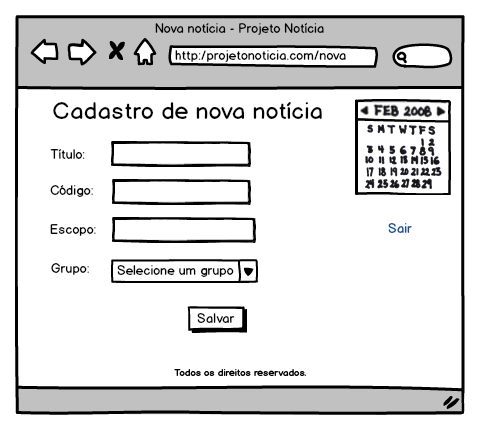 Nova notícia - Projeto Notícia
http:/projetonoticia.com/nova
Cadastro de nova notícia
FEB 2008
S M T W T F S
1 2
3 4 5 6 7 8 9
10 11 12 13 14 15 16
17 18 19 20 21 22 23
24 25 26 27 28 29
Título:
Código:
Escopo:
Sair
Grupo:
Selecione um grupo
Salvar
Todos os direitos reservados.